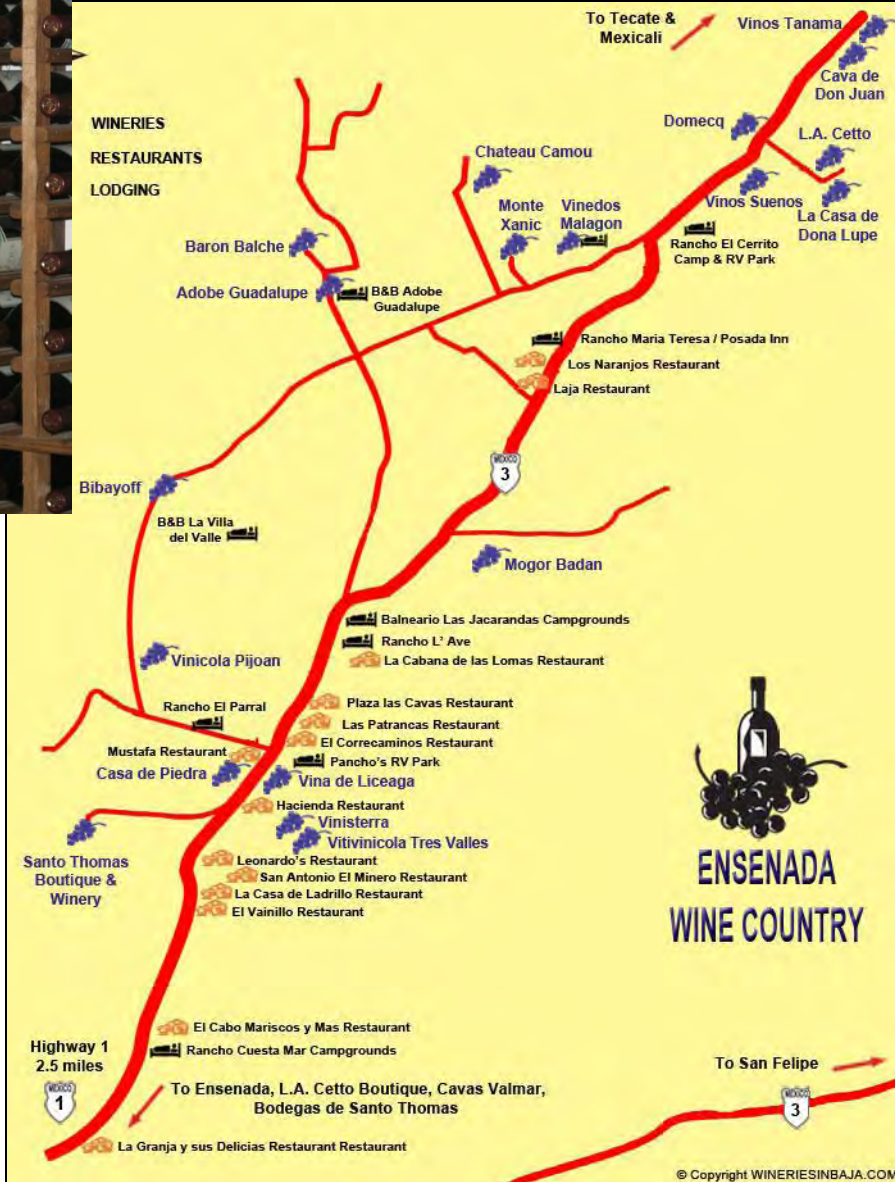 To Tecate &
Mexicali
Vinos Tanama
Cava de
Don Juan
WINERIES
RESTAURANTS
LODGING
Domecq
L.A. Cetto
Chateau Camou
Monte
Xanic
Vinedos
Malagon
Vinos Suenos
La Casa de
Dona Lupe
Baron Balche
Rancho El Cerrito
Camp & RV Park
Adobe Guadalupe
B&B Adobe
Guadalupe
Rancho Maria Teresa / Posada Inn
Los Naranjos Restaurant
Laja Restaurant
MEXICO
3
Bibayoff
B&B La Villa
del Valle
Mogor Badan
Balneario Las Jacarandas Campgrounds
Rancho L' Ave
La Cabana de las Lomas Restaurant
Vinicola Pijoan
Rancho El Parral
Plaza las Cavas Restaurant
Las Patrancas Restaurant
El Correcaminos Restaurant
Mustafa Restaurant
Pancho's RV Park
Casa de Piedra
Vina de Liceaga
Hacienda Restaurant
Vinisterra
Vitivinicola Tres Valles
Santo Thomas
Boutique &
Winery
Leonardo's Restaurant
San Antonio El Minero Restaurant
La Casa de Ladrillo Restaurant
El Vainillo Restaurant
ENSENADA
WINE COUNTRY
El Cabo Mariscos y Mas Restaurant
Highway 1
2.5 miles
Rancho Cuesta Mar Campgrounds
MEXICO
1
To Ensenada, L.A. Cetto Boutique, Cavas Valmar,
Bodegas de Santo Thomas
To San Felipe
MEXICO
3
La Granja y sus Delicias Restaurant Restaurant
© Copyright WINERIESINBAJA.COM